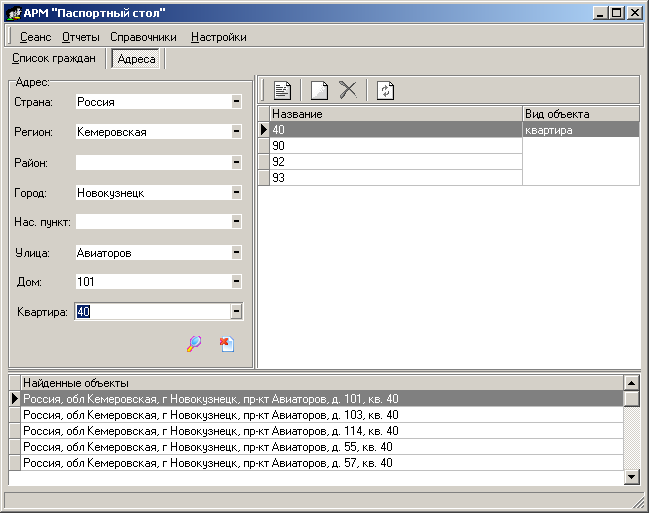 АРМ "Паспортный стол"
Сеанс Отчеты Справочники Настройки
Список граждан Адреса
Адрес:
Страна: Россия
Регион: Кемеровская
Район:
Город: Новокузнецк
Нас. пункт:
Улица: Авиаторов
Дом: 101
Квартира: 40
Название Вид объекта
40 квартира
90
92
93
Найденные объекты
Россия, обл Кемеровская, г Новокузнецк, пр-кт Авиаторов, д. 101, кв. 40
Россия, обл Кемеровская, г Новокузнецк, пр-кт Авиаторов, д. 103, кв. 40
Россия, обл Кемеровская, г Новокузнецк, пр-кт Авиаторов, д. 114, кв. 40
Россия, обл Кемеровская, г Новокузнецк, пр-кт Авиаторов, д. 55, кв. 40
Россия, обл Кемеровская, г Новокузнецк, пр-кт Авиаторов, д. 57, кв. 40